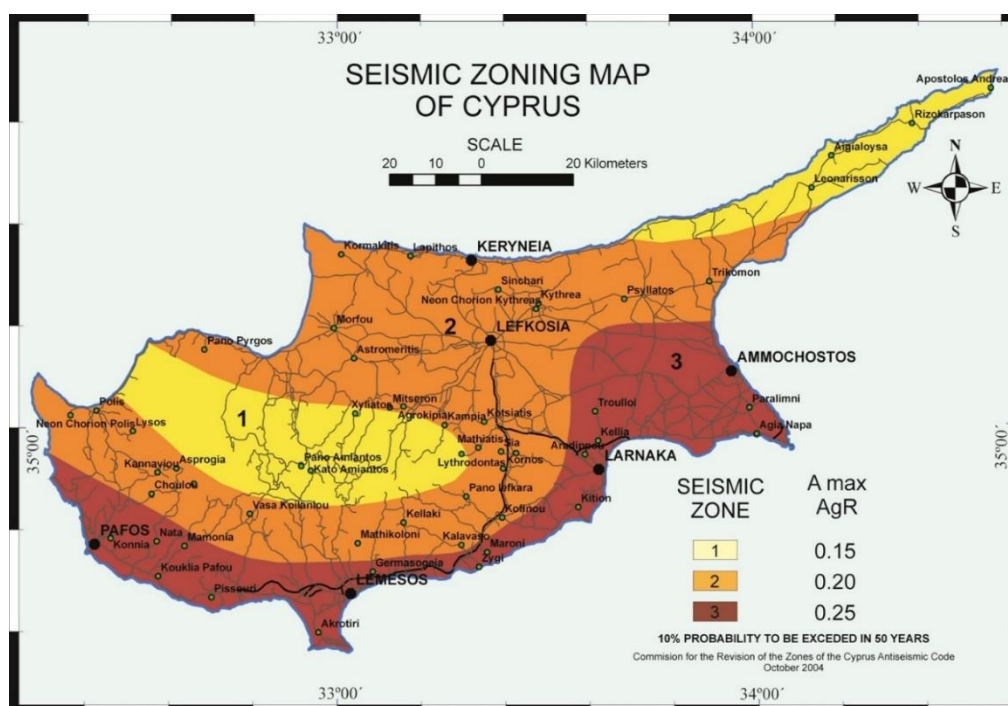 33°00´
34°00´
SEISMIC ZONING MAP
OF CYPRUS
SCALE
20 10 0 20 Kilometers
Apostolos Andrea
Rizokarpason
Aigialoysa
Leonarisson
N
W E
S
Kormakitis
Lapithos
KERYNEIA
Trikomon
Sinchari
Neon Chorion Kythreas
Kythrea
Psyllatos
Morfou
2
LEFKOSIA
Pano Pyrgos
Astromeritis
3
AMMOCHOSTOS
Polis
Neon Chorion Polis
Lysos
1
Xyliatos
Mitseron
Agrokipia
Kampia
Kotsiatis
Troulloi
Paralimni
Agia Napa
Kellia
Aradippou
LARNAKA
Mathiatis
Sia
Lythrodontas
Kornos
Kannaviou
Asprogia
Choulou
Pano Amiantos
Kato Amiantos
Pano lefkara
Kition
Vasa Koilaniou
Kellaki
Kofinou
PAFOS
Konnia
Nata
Mamonia
Mathikoloni
Kalavaso
Maroni
Zygi
Kouklia Pafou
Germasogeia
LEMESOS
Pissouri
Akrotiri
35°00´
35°00´
SEISMIC
ZONE
A max
AgR
1 0.15
2 0.20
3 0.25
10% PROBABILITY TO BE EXCEDED IN 50 YEARS
Commision for the Revision of the Zones of the Cyprus Antiseismic Code
October 2004
33°00´
34°00´